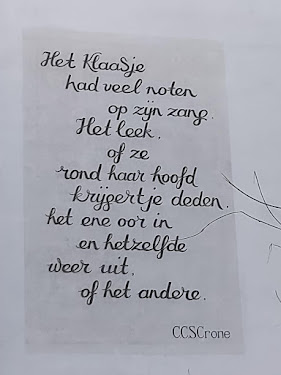 Het KlaaSje
had veel noten
op zijn zang.
Het leek.
of ze
rond haar hoofd
krijgertje deden.
het ene oor in
en hetzelfde
weer uit.
of het andere.
CCSCrone